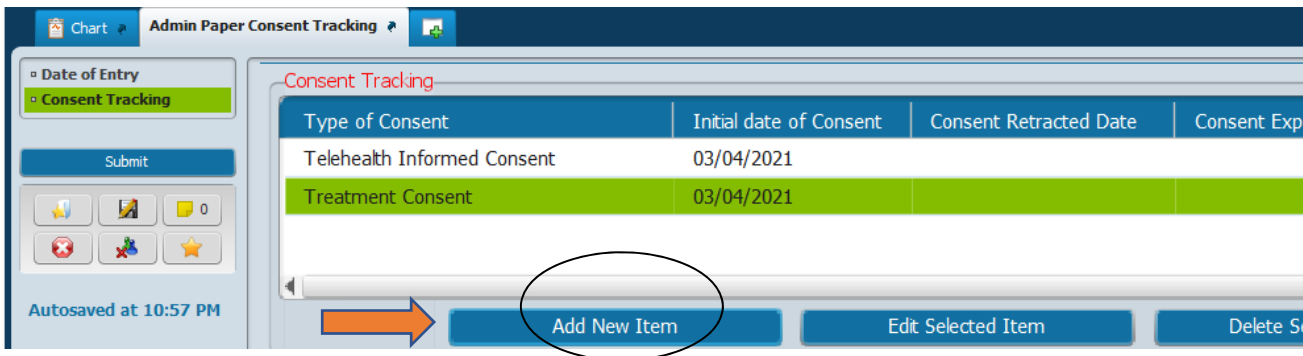 Chart Admin Paper Consent Tracking
Date of Entry
Consent Tracking
Submit
0
Autosaved at 10:57 PM
Consent Tracking
Type of Consent Initial date of Consent Consent Retracted Date Consent Exp
Telehealth Informed Consent 03/04/2021
Treatment Consent 03/04/2021
Add New Item Edit Selected Item Delete Se